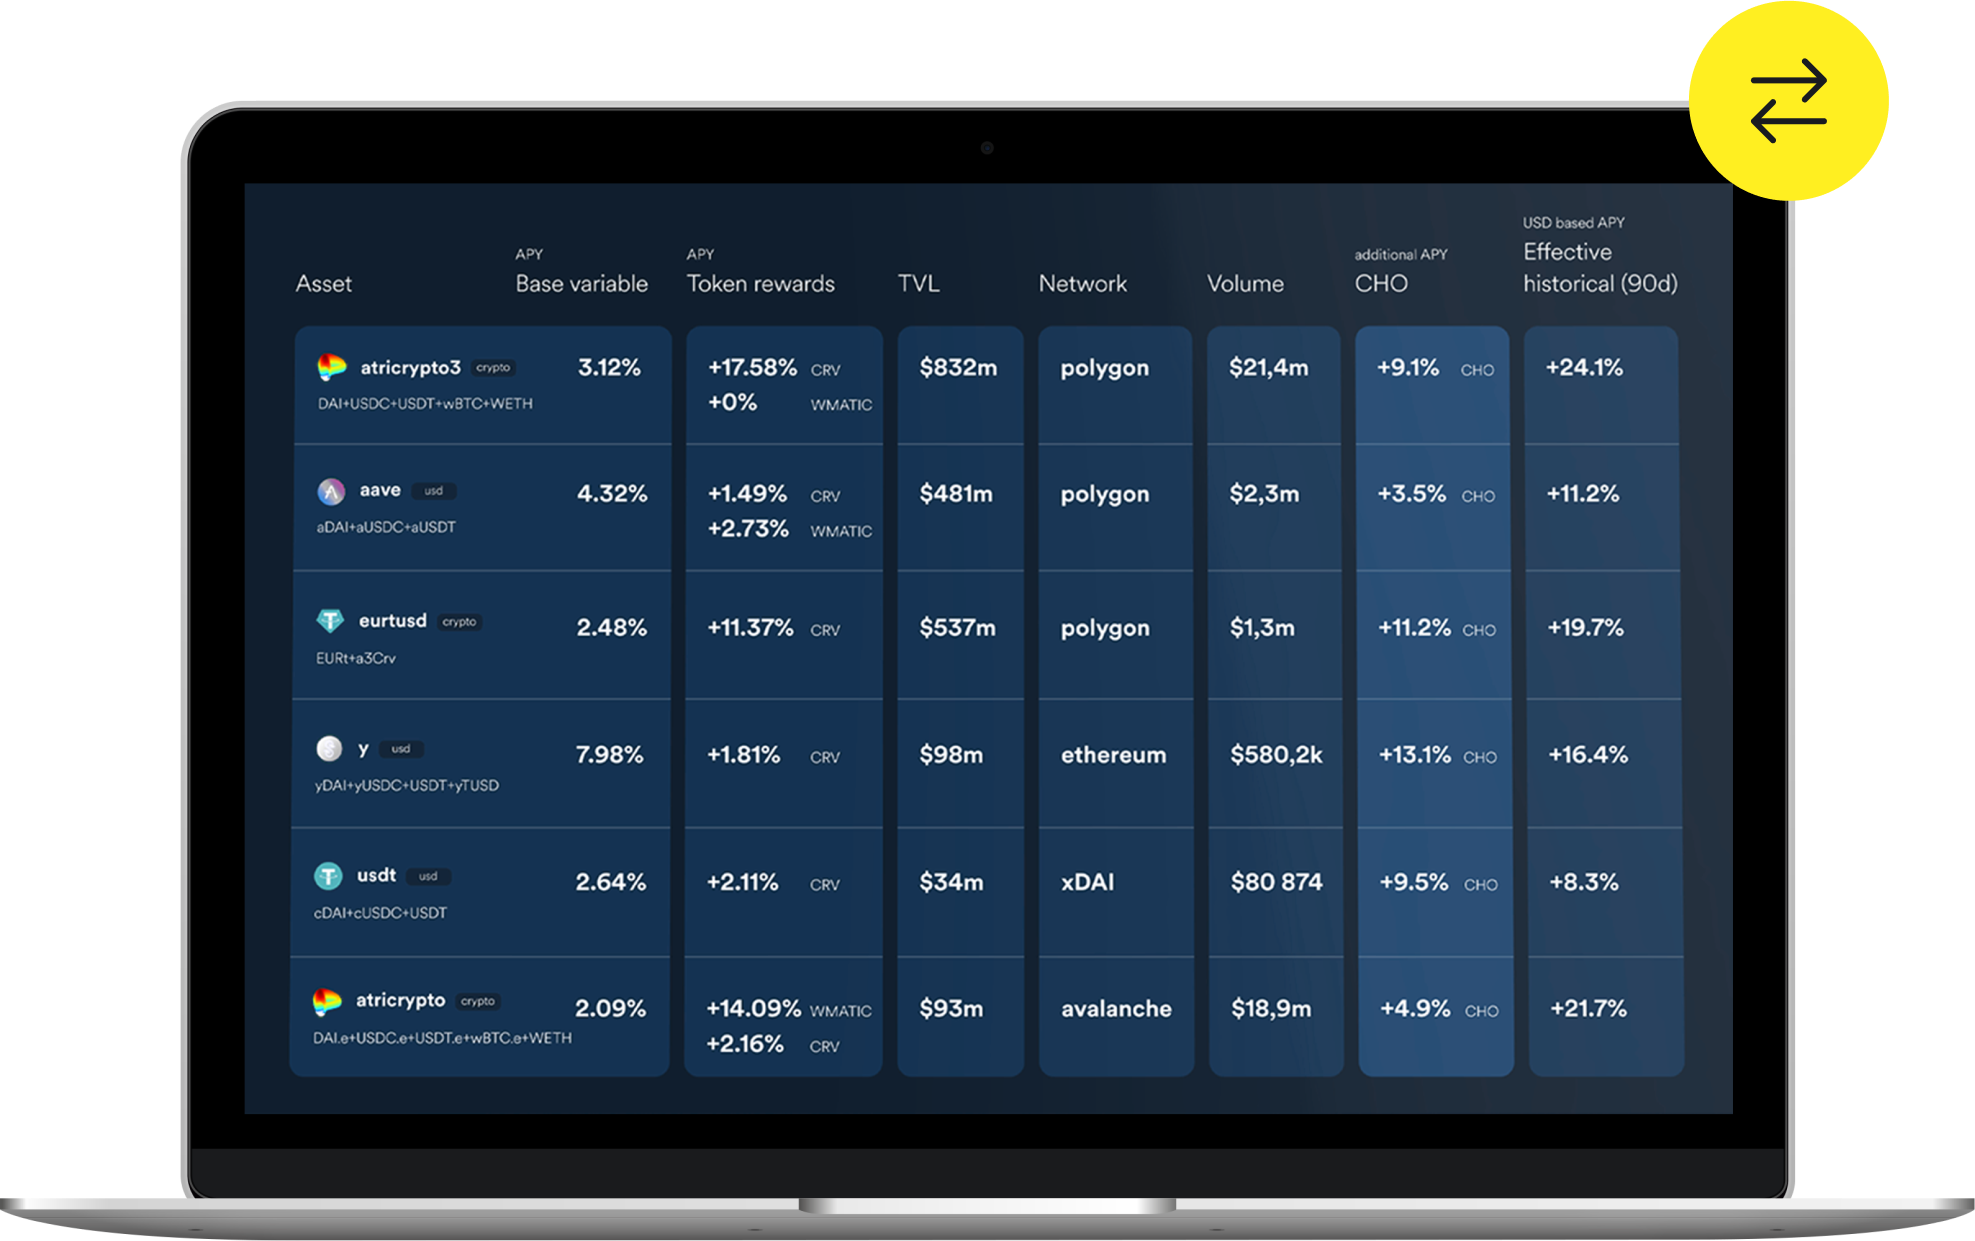 Asset
APY
Base variable
APY
Token rewards
TVL
Network
Volume
additional APY
CHO
USD based APY
Effective
historical (90d)
atricrypto3 crypto 3.12% +17.58% CRV $832m polygon $21,4m +9.1% CHO +24.1%
DAI+USDC+USDT+wBTC+WETH +0% WMATIC
aave usd 4.32% +1.49% CRV $481m polygon $2,3m +3.5% CHO +11.2%
aDAI+aUSDC+aUSDT +2.73% WMATIC
eurtusd crypto 2.48% +11.37% CRV $537m polygon $1,3m +11.2% CHO +19.7%
EURt+a3Crv
y usd 7.98% +1.81% CRV $98m ethereum $580,2k +13.1% CHO +16.4%
yDAI+yUSDC+USDT+yTUSD
usdt usd 2.64% +2.11% CRV $34m xDAI $80 874 +9.5% CHO +8.3%
cDAI+cUSDC+USDT
atricrypto crypto 2.09% +14.09% WMATIC $93m avalanche $18,9m +4.9% CHO +21.7%
DAI.e+USDC.e+USDT.e+wBTC.e+WETH +2.16% CRV